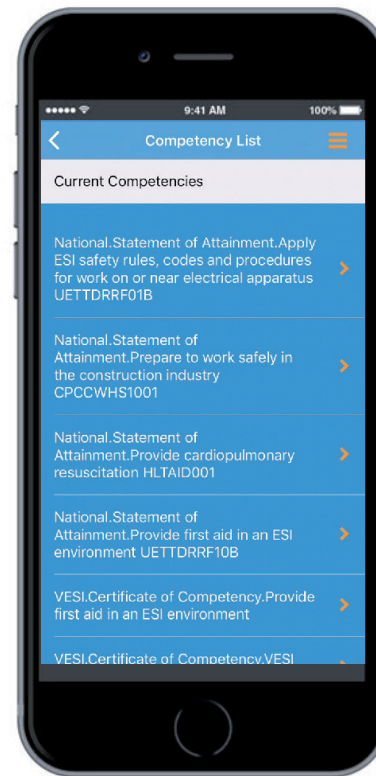 9:41 AM
100%
Competency List
Current Competencies
National.Statement of Attainment.Apply
ESI safety rules, codes and procedures
for work on or near electrical apparatus
UETTDRRF01B
National.Statement of
Attainment.Prepare to work safely in
the construction industry
CPCCWHS1001
National.Statement of
Attainment.Provide cardiopulmonary
resuscitation HLTAID001
National.Statement of
Attainment.Provide first aid in an ESI
environment UETTDRRF10B
VESI.Certificate of Competency.Provide
first aid in an ESI environment
VESI.Certificate of Competency.VESI